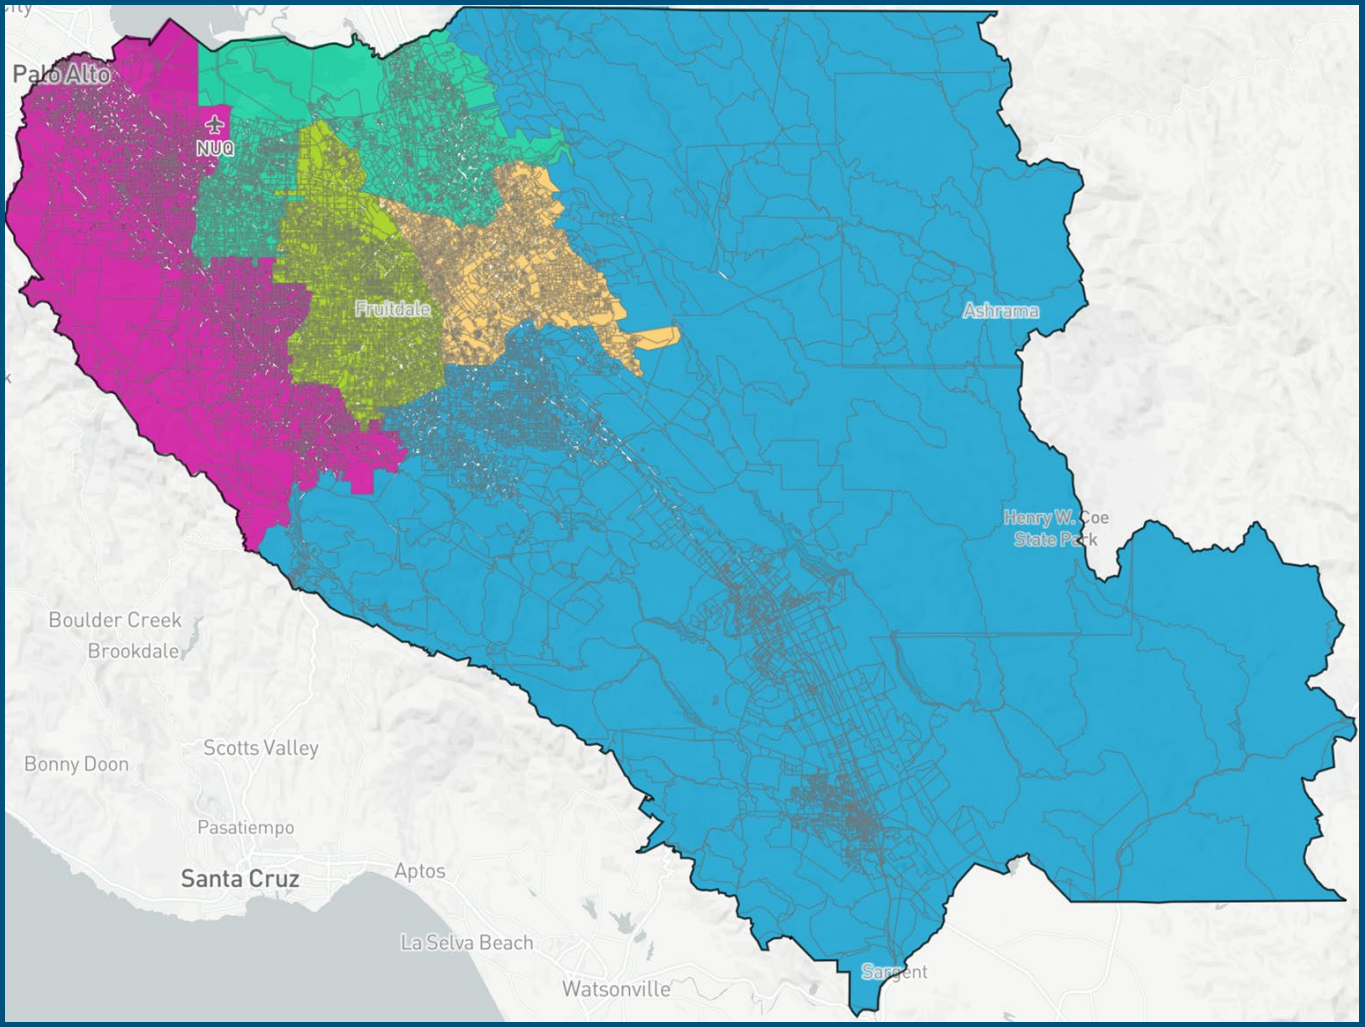 Palo Alto
NUQ
Fruitdale
Ashrama
Henry W. Coe
State Park
Boulder Creek
Brookdale
Scotts Valley
Bonny Doon
Pasatiempo
Santa Cruz
Aptos
La Selva Beach
Sargent
Watsonville